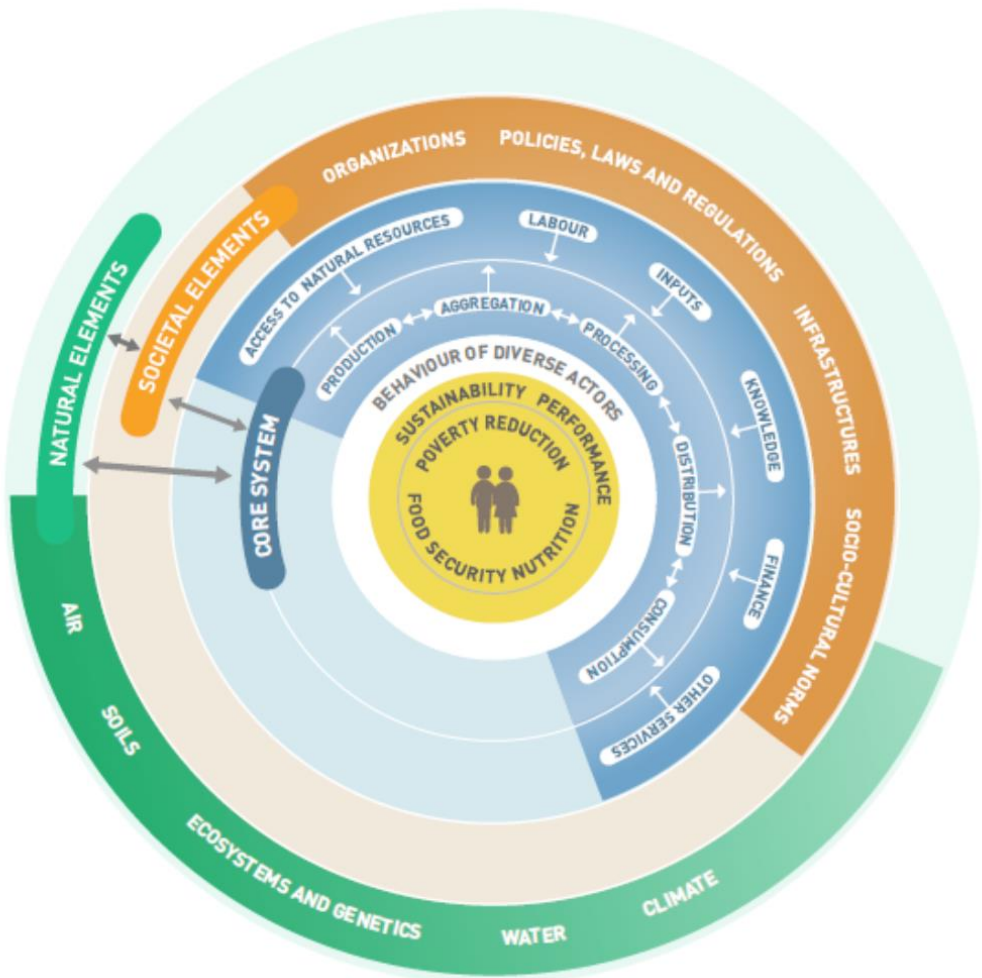 NATURAL ELEMENTS
SOCIETAL ELEMENTS
CORE SYSTEM
ORGANIZATIONS
POLICIES, LAWS AND REGULATIONS
INFRASTRUCTURES
SOCIO-CULTURAL NORMS
ACCESS TO NATURAL RESOURCES
LABOUR
INPUTS
KNOWLEDGE
FINANCE
OTHER SERVICES
PRODUCTION
AGGREGATION
PROCESSING
DISTRIBUTION
CONSUMPTION
BEHAVIOUR OF DIVERSE ACTORS
SUSTAINABILITY PERFORMANCE
POVERTY REDUCTION
FOOD SECURITY NUTRITION
AIR
SOILS
ECOSYSTEMS AND GENETICS
WATER
CLIMATE